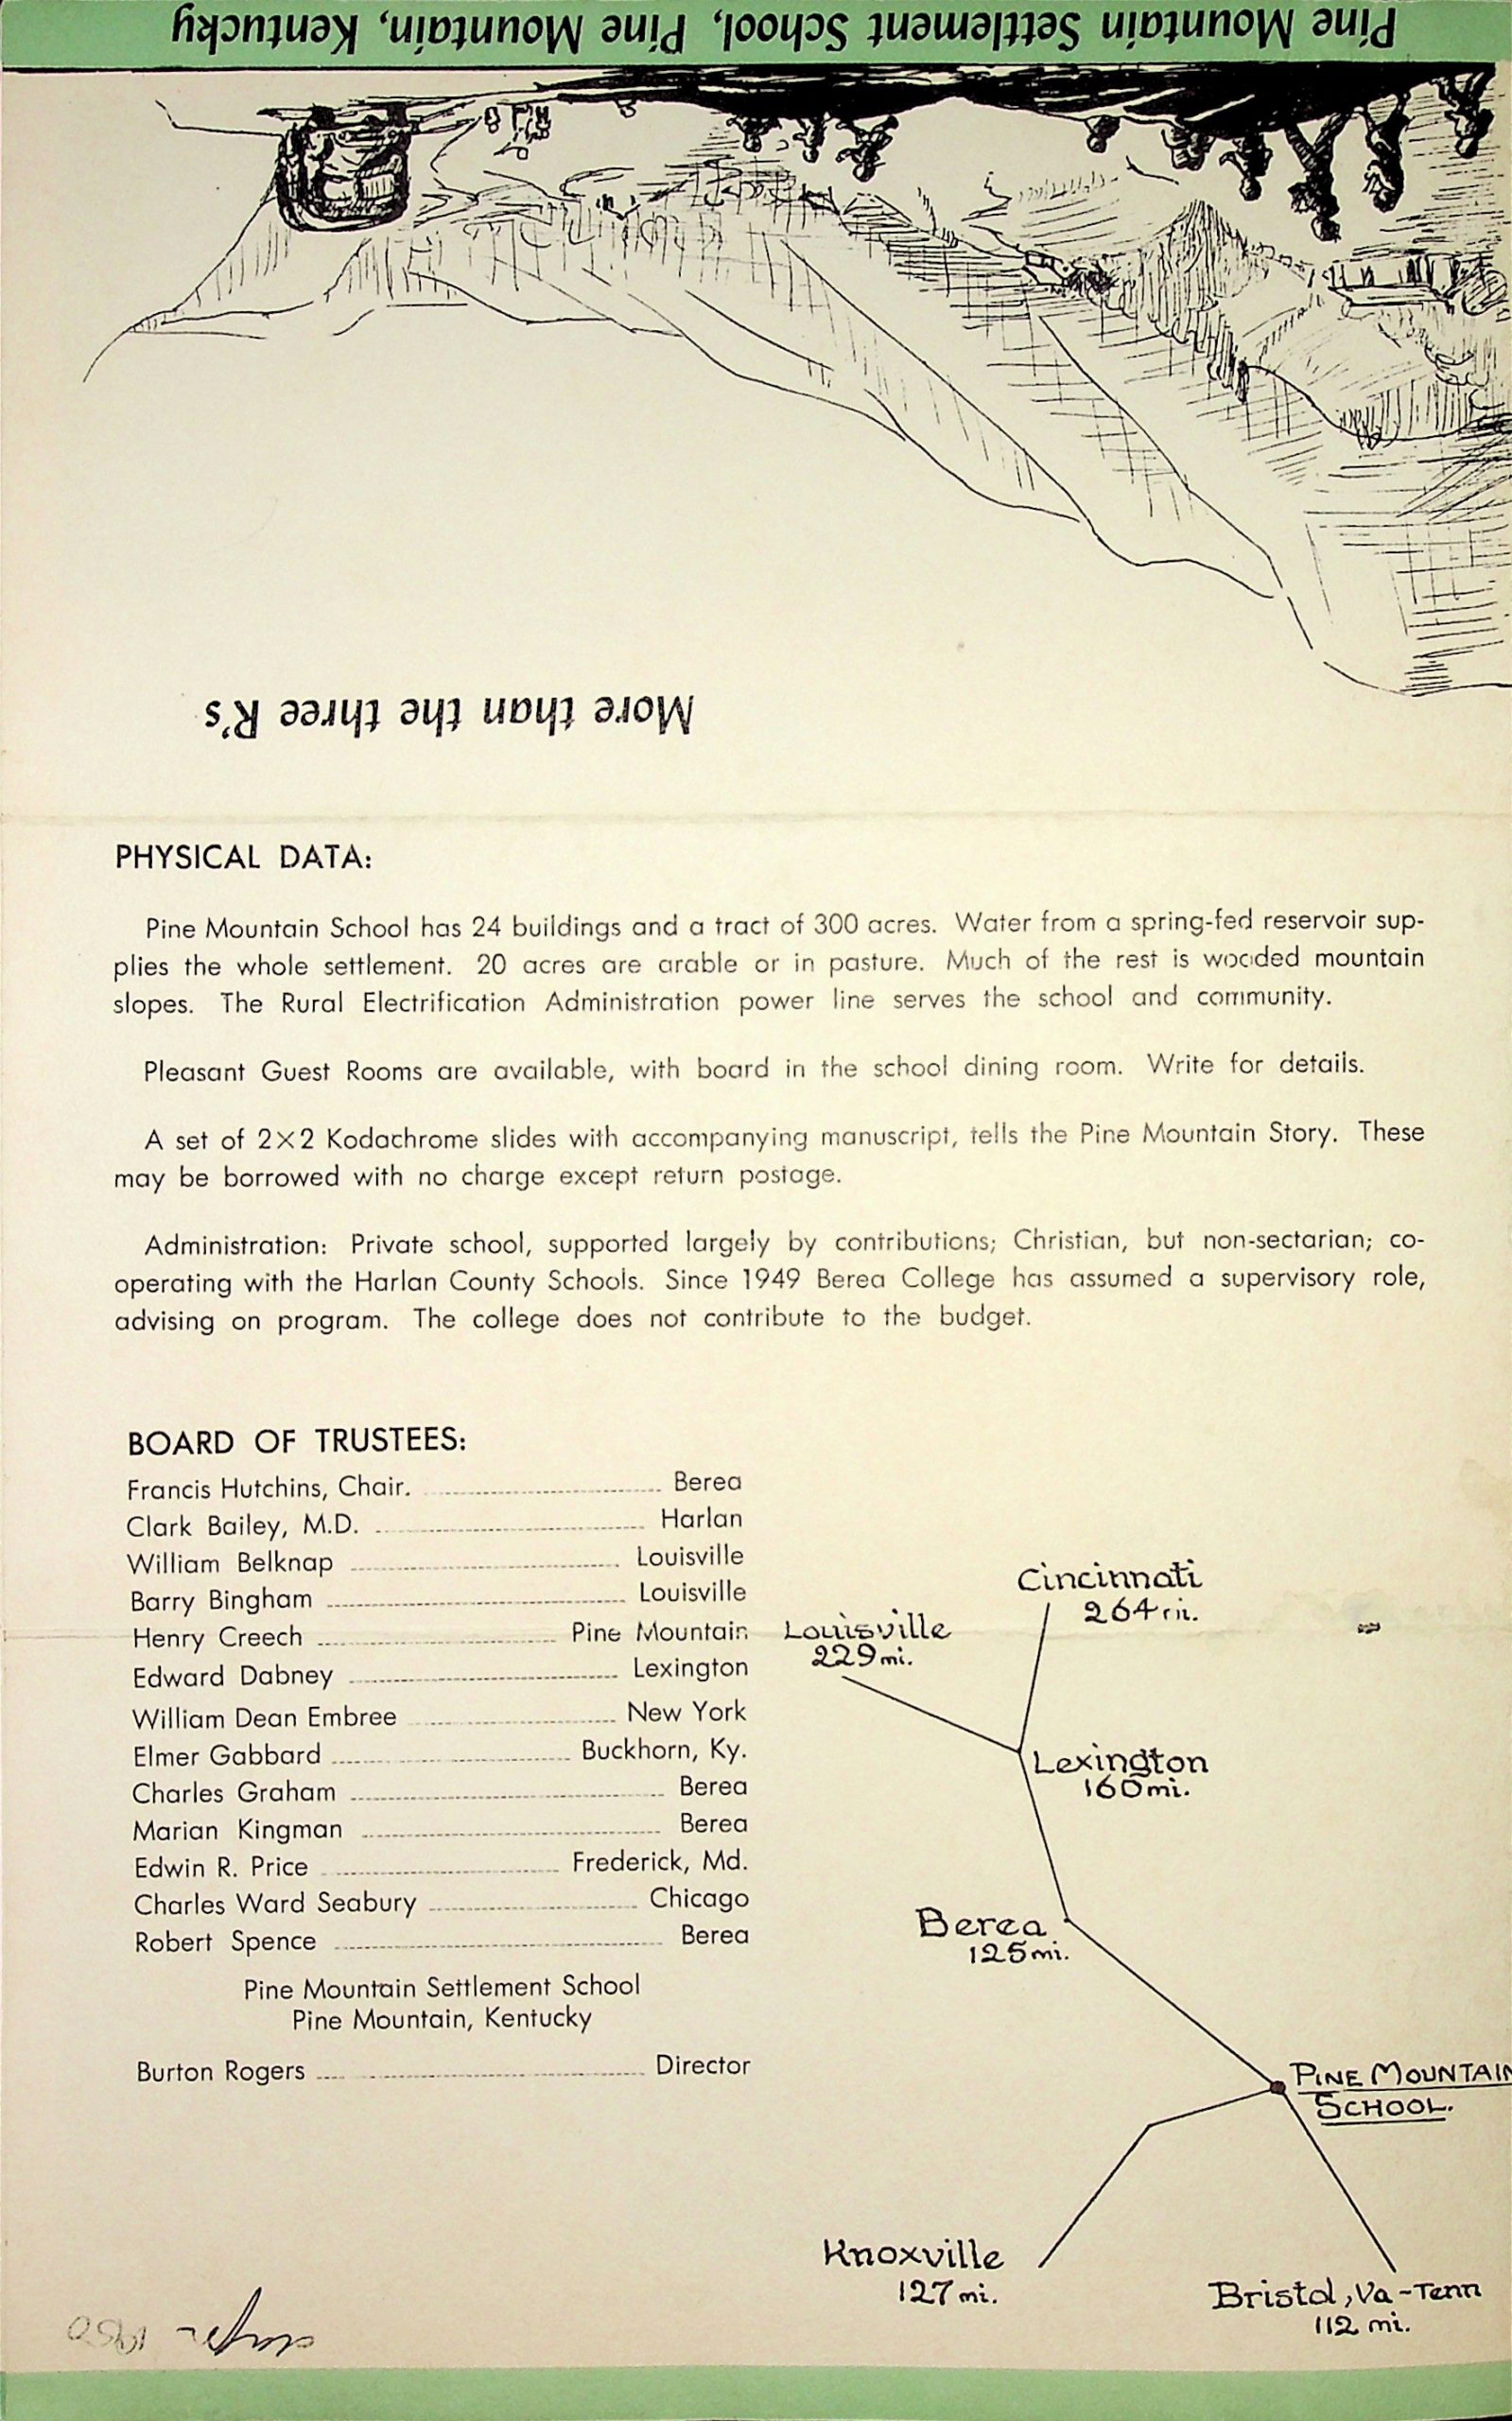 Pine Mountain Settlement School, Pine Mountain, Kentucky
More than the three R's
PHYSICAL DATA:
Pine Mountain School has 24 buildings and a tract of 300 acres. Water from a spring-fed reservoir sup-
plies the whole settlement. 20 acres are arable or in pasture. Much of the rest is wooded mountain
slopes. The Rural Electrification Administration power line serves the school and community.
Pleasant Guest Rooms are available, with board in the school dining room. Write for details.
A set of 2×2 Kodachrome slides with accompanying manuscript, tells the Pine Mountain Story. These
may be borrowed with no charge except return postage.
Administration: Private school, supported largely by contributions; Christian, but non-sectarian; co-
operating with the Harlan County Schools. Since 1949 Berea College has assumed a supervisory role,
advising on program. The college does not contribute to the budget.
BOARD OF TRUSTEES:
Francis Hutchins, Chair. Berea
Clark Bailey, M.D. Harlan
William Belknap Louisville
Barry Bingham Louisville
Henry Creech Pine Mountain
Edward Dabney Lexington
William Dean Embree New York
Elmer Gabbard Buckhorn, Ky.
Charles Graham Berea
Marian Kingman Berea
Edwin R. Price Frederick, Md.
Charles Ward Seabury Chicago
Robert Spence Berea
Pine Mountain Settlement School
Pine Mountain, Kentucky
Burton Rogers Director
Cincinnati
264 mi.
Louisville
229 mi.
Lexington
160 mi.
Berea
125 mi.
PINE MOUNTAIN
SCHOOL.
Knoxville
127 mi.
Bristol, Va-Tenn
112 mi.
1950